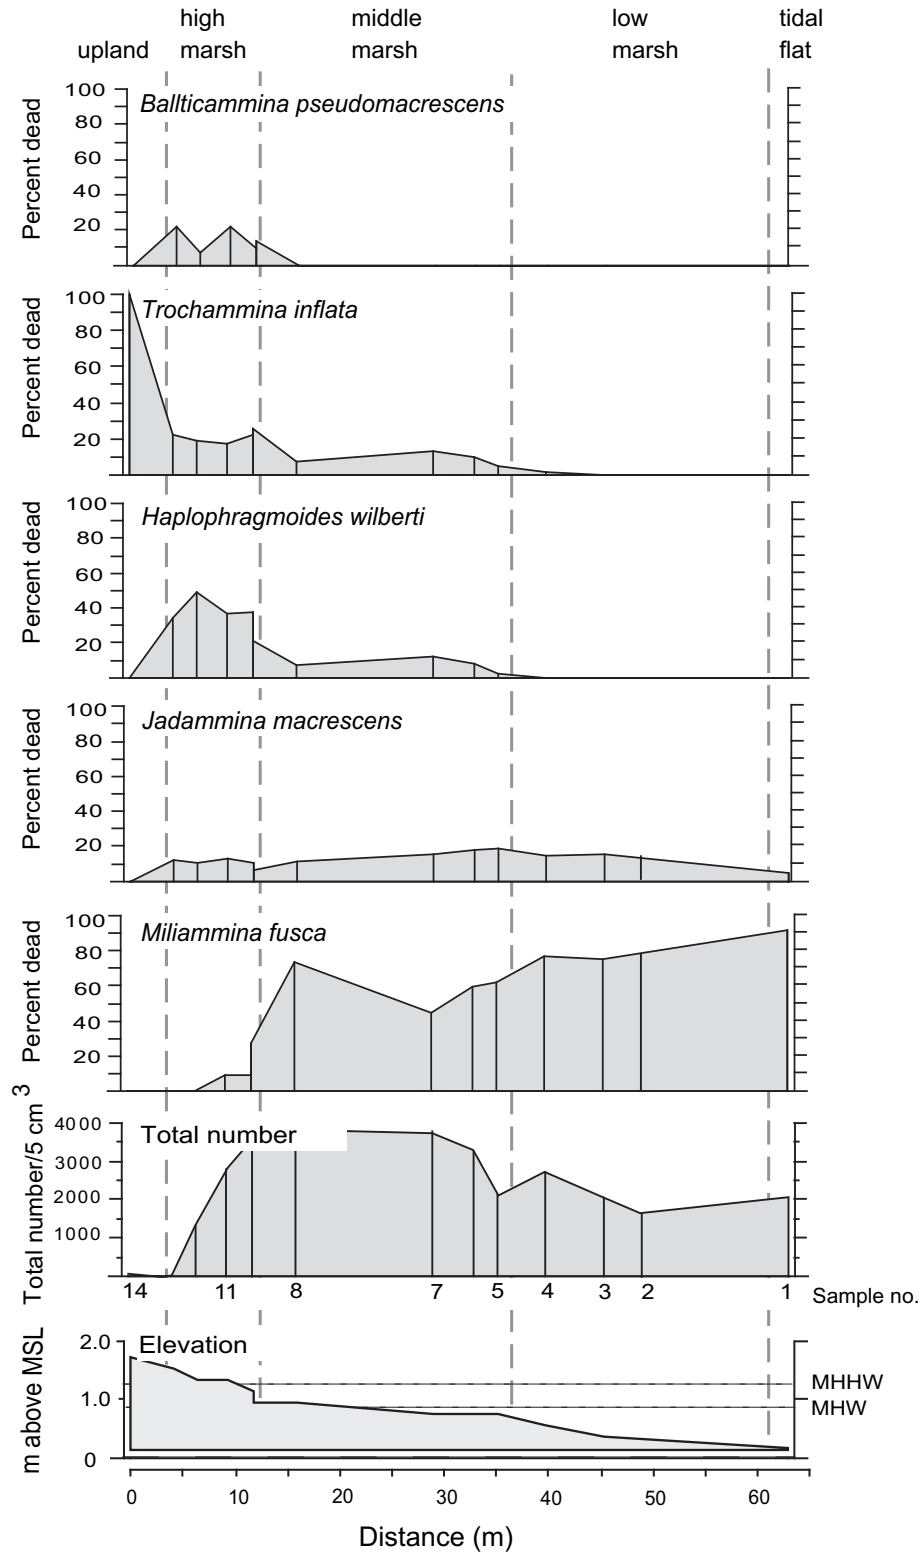 high middle low tidal
upland marsh marsh marsh flat
Percent dead
100
80
60
40
20
Ballticammina pseudomacrescens
Percent dead
100
80
60
40
20
Trochammina inflata
Percent dead
100
80
60
40
20
Haplophragmoides wilberti
Percent dead
100
80
60
40
20
Jadammina macrescens
Percent dead
100
80
60
40
20
Miliammina fusca
Total number/5 cm 3
4000
3000
2000
1000
Total number
14 11 8 7 5 4 3 2 1 Sample no.
m above MSL
2.0
1.0
0
Elevation
MHHW
MHW
0 10 20 30 40 50 60
Distance (m)